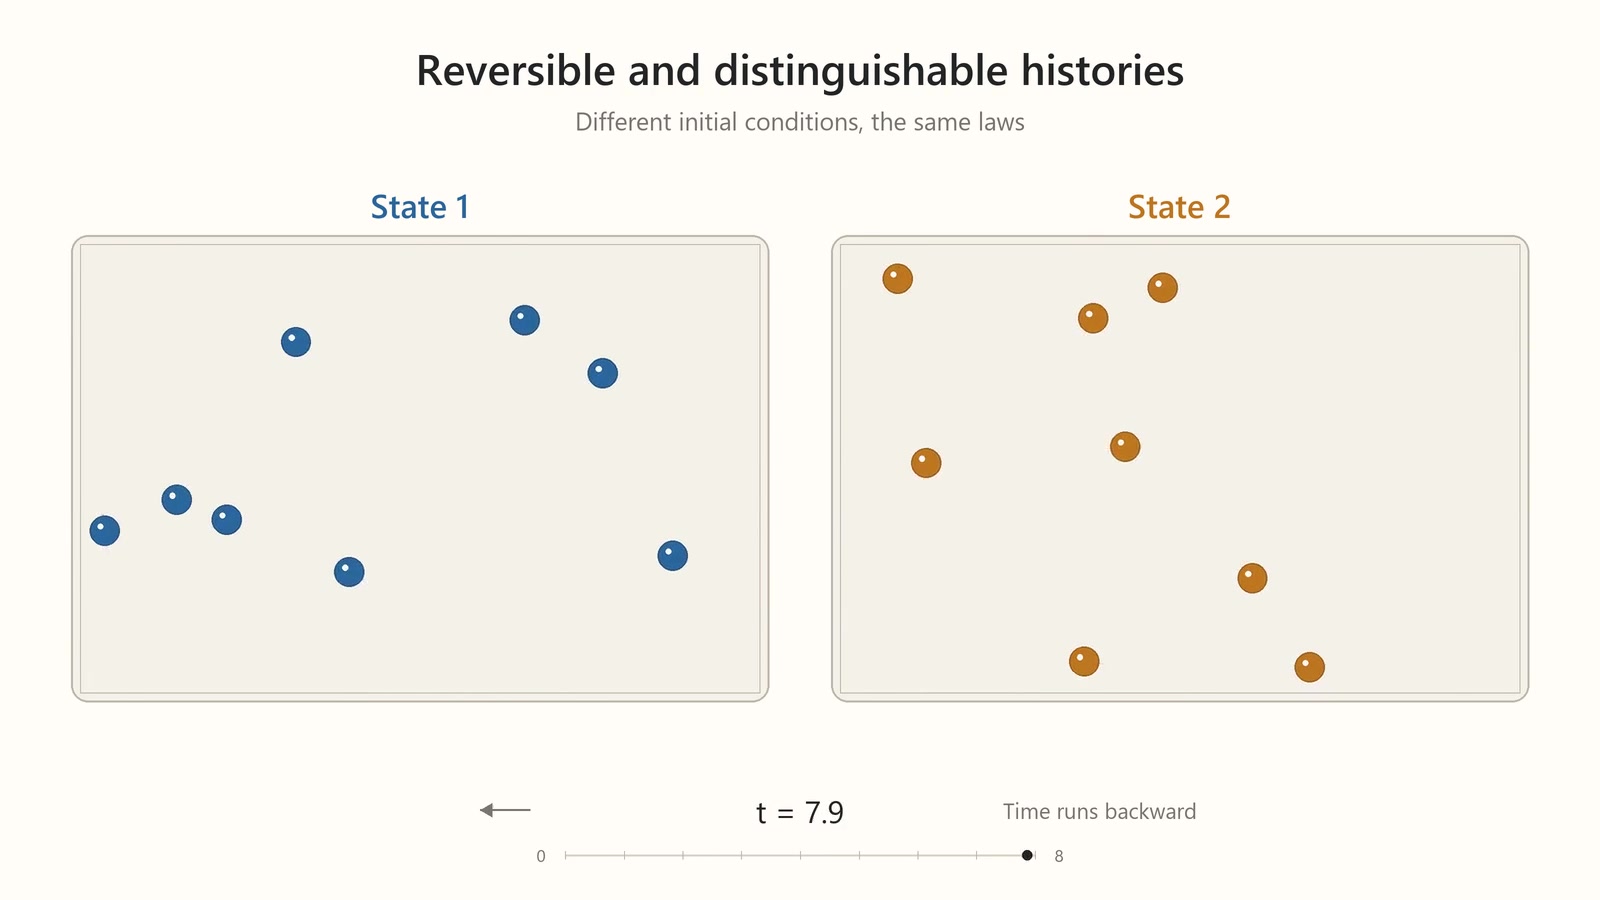 Reversible and distinguishable histories
Different initial conditions, the same laws
State 1
State 2
t = 7.9
Time runs backward
0
8